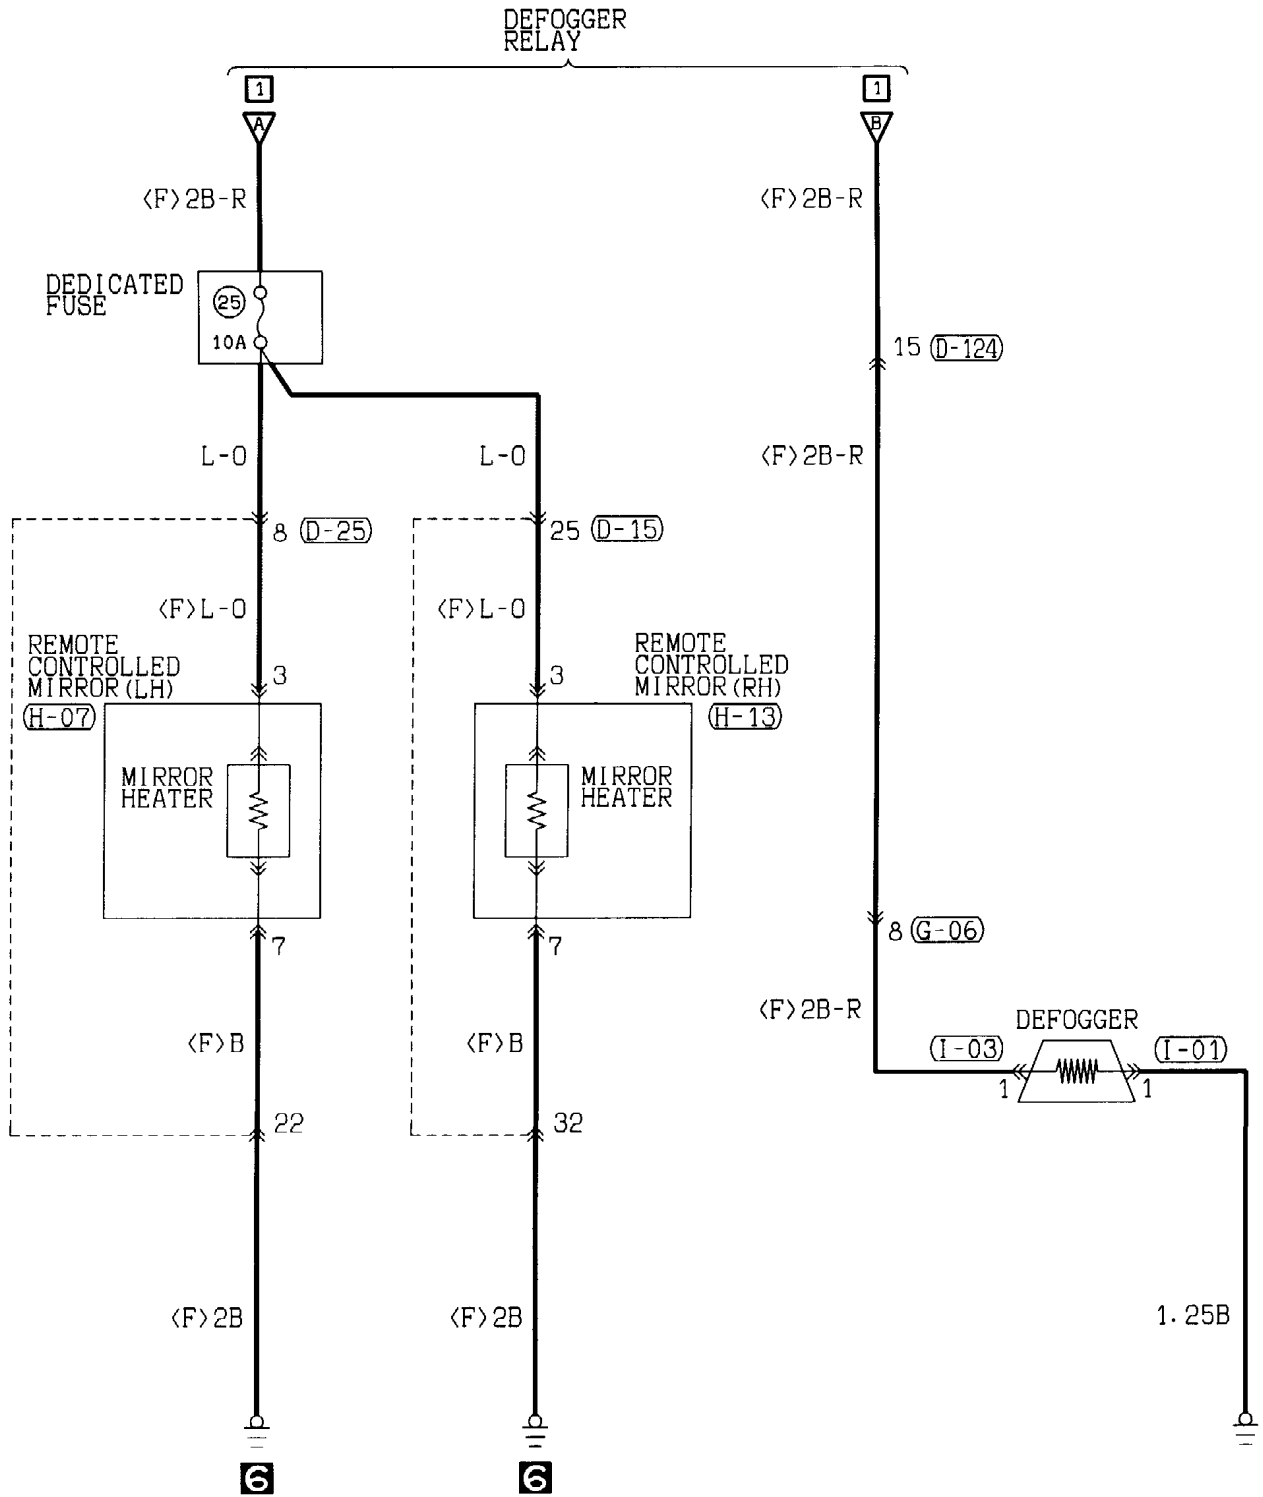 DEFOGGER
RELAY
1
1
A
B
<F>2B-R
<F>2B-R
DEDICATED
FUSE
25
10A
15 (D-124)
L-O
L-O
<F>2B-R
8 (D-25)
25 (D-15)
<F>L-O
<F>L-O
REMOTE
CONTROLLED
MIRROR(LH)
(H-07)
3
3
REMOTE
CONTROLLED
MIRROR(RH)
(H-13)
MIRROR
HEATER
MIRROR
HEATER
7
7
8 (G-06)
<F>2B-R
DEFOGGER
<F>B
<F>B
(I-03)
(I-01)
1
1
22
32
<F>2B
<F>2B
1.25B
6
6